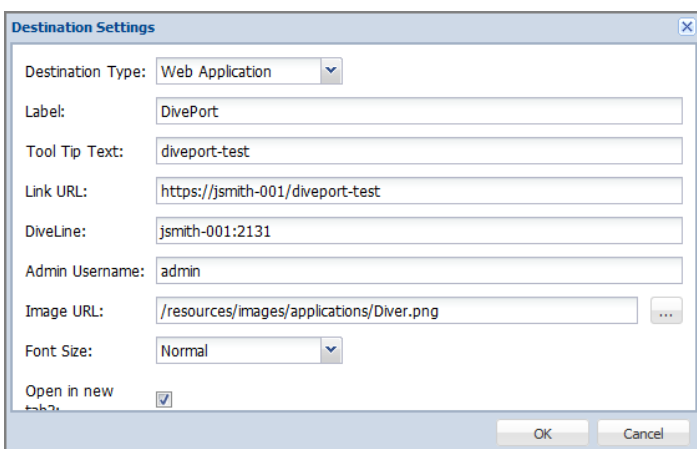 Destination Settings
Destination Type: Web Application
Label: DivePort
Tool Tip Text: diveport-test
Link URL: https://jsmith-001/diveport-test
DiveLine: jsmith-001:2131
Admin Username: admin
Image URL: /resources/images/applications/Diver.png ...
Font Size: Normal
Open in new
tab?:
OK Cancel